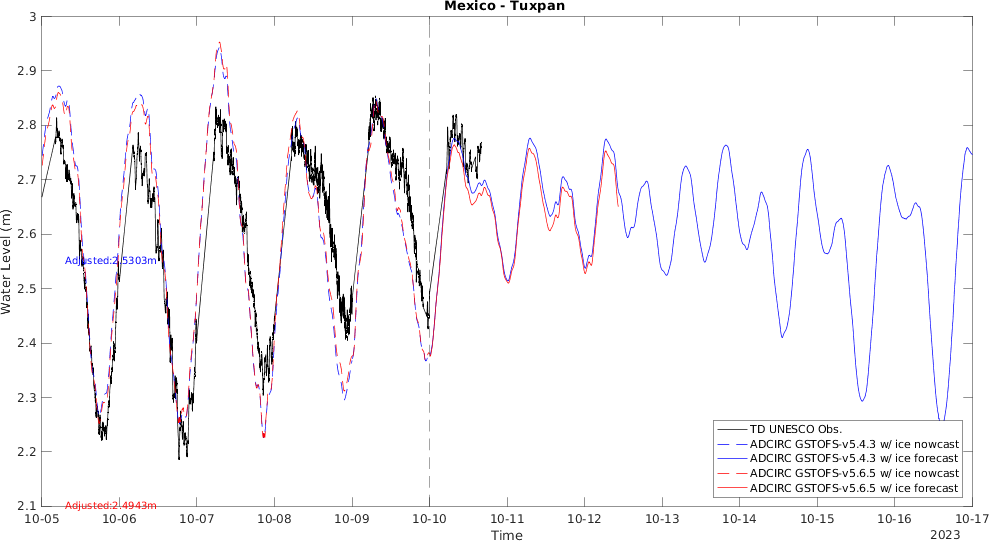 Mexico - Tuxpan
3
2.9
2.8
2.7
2.6
2.5
2.4
2.3
2.2
2.1
Water Level (m)
Adjusted:2.5303m
Adjusted:2.4943m
TD UNESCO Obs.
ADCIRC GSTOFS-v5.4.3 w/ ice nowcast
ADCIRC GSTOFS-v5.4.3 w/ ice forecast
ADCIRC GSTOFS-v5.6.5 w/ ice nowcast
ADCIRC GSTOFS-v5.6.5 w/ ice forecast
10-05 10-06 10-07 10-08 10-09 10-10 10-11 10-12 10-13 10-14 10-15 10-16 10-17
Time
2023